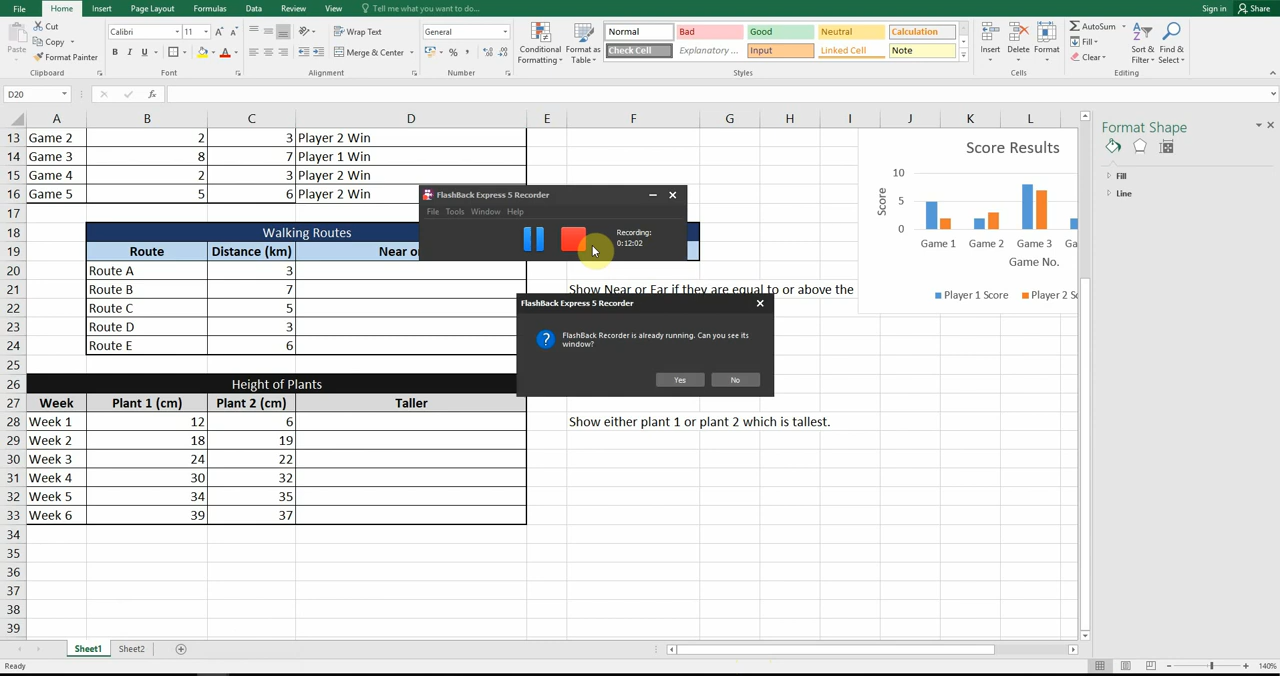 File Home Insert Page Layout Formulas Data Review View Tell me what you want to do... Sign in Share
Paste Cut Copy Format Painter Clipboard
Calibri 11 B I U A Font
Wrap Text Merge & Center Alignment
General % Number
Conditional Formatting Format as Table
Normal Bad Good Neutral Calculation
Check Cell Explanatory ... Input Linked Cell Note
Styles
Insert Delete Format Cells
AutoSum Fill Clear Sort & Filter Find & Select Editing
D20 fx
A B C D E F G H I J K L
13 Game 2 2 3 Player 2 Win
14 Game 3 8 7 Player 1 Win
15 Game 4 2 3 Player 2 Win
16 Game 5 5 6 Player 2 Win
17
18 Walking Routes
19 Route Distance (km) Near o
20 Route A 3
21 Route B 7 Show Near or Far if they are equal to or above the
22 Route C 5
23 Route D 3
24 Route E 6
25
26 Height of Plants
27 Week Plant 1 (cm) Plant 2 (cm) Taller
28 Week 1 12 6 Show either plant 1 or plant 2 which is tallest.
29 Week 2 18 19
30 Week 3 24 22
31 Week 4 30 32
32 Week 5 34 35
33 Week 6 39 37
34
35
36
37
38
39
FlashBack Express 5 Recorder
File Tools Window Help
Recording:
0:12:02
FlashBack Express 5 Recorder
FlashBack Recorder is already running. Can you see its
window?
Yes No
Score Results
Score
10
5
0
Game 1 Game 2 Game 3 Ga
Game No.
Player 1 Score Player 2 Sc
Format Shape
Fill
Line
Sheet1 Sheet2
Ready 140%